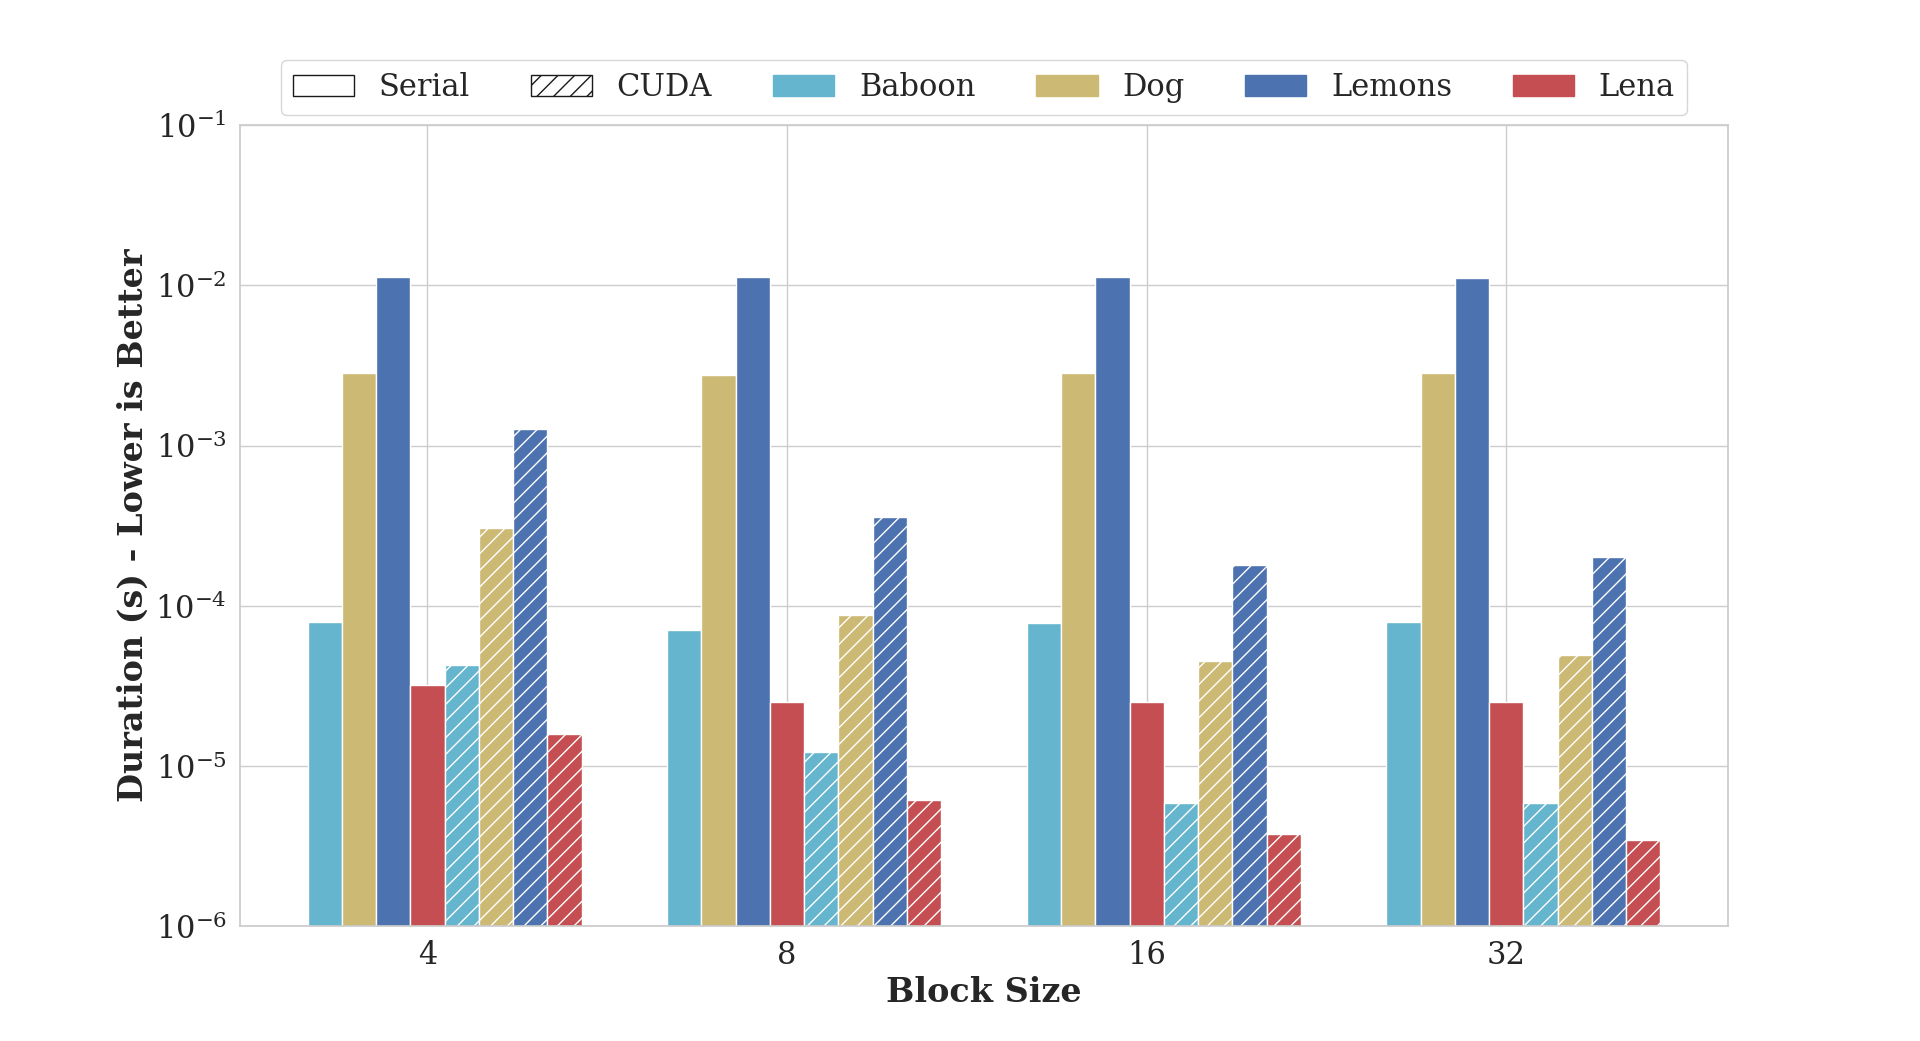 Serial CUDA Baboon Dog Lemons Lena
10⁻¹
10⁻²
10⁻³
10⁻⁴
10⁻⁵
10⁻⁶
Duration (s) - Lower is Better
4 8 16 32
Block Size